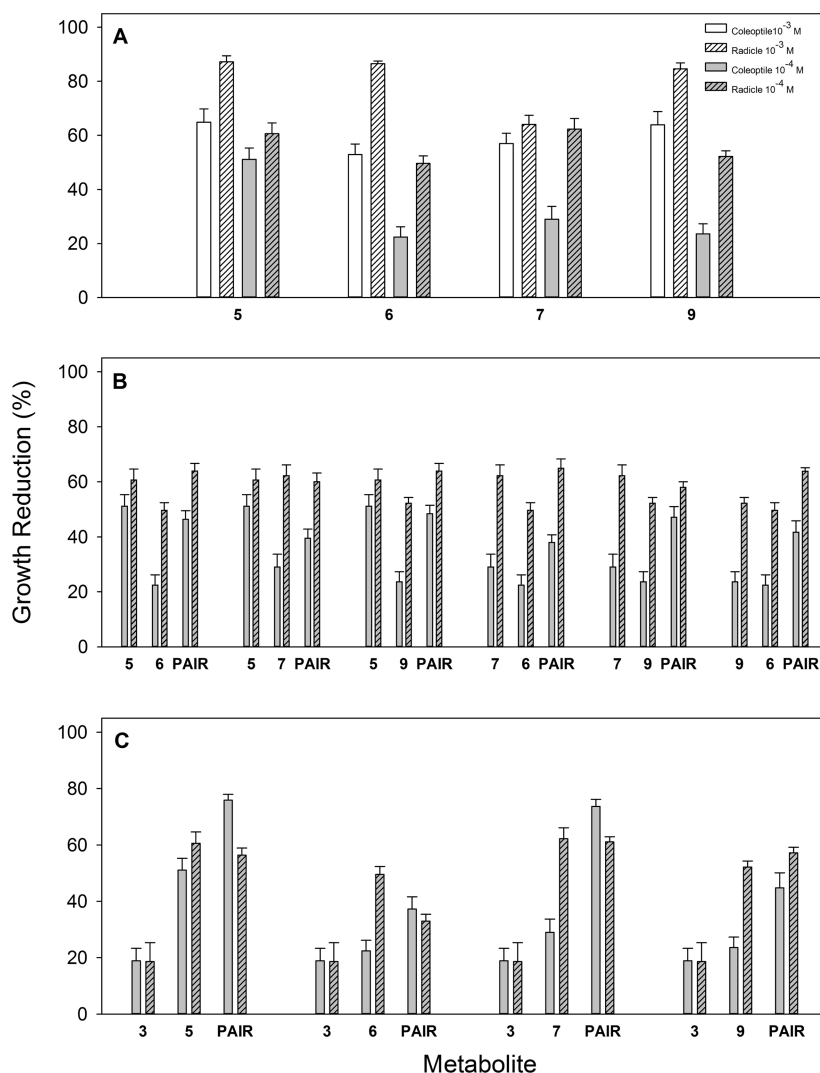 A
100
80
60
40
20
0
Coleoptile10⁻³ M
Radicle 10⁻³ M
Coleoptile 10⁻⁴ M
Radicle 10⁻⁴ M
5 6 7 9
Growth Reduction (%)
B
100
80
60
40
20
0
5 6 PAIR 5 7 PAIR 5 9 PAIR 7 6 PAIR 7 9 PAIR 9 6 PAIR
C
100
80
60
40
20
0
3 5 PAIR 3 6 PAIR 3 7 PAIR 3 9 PAIR
Metabolite